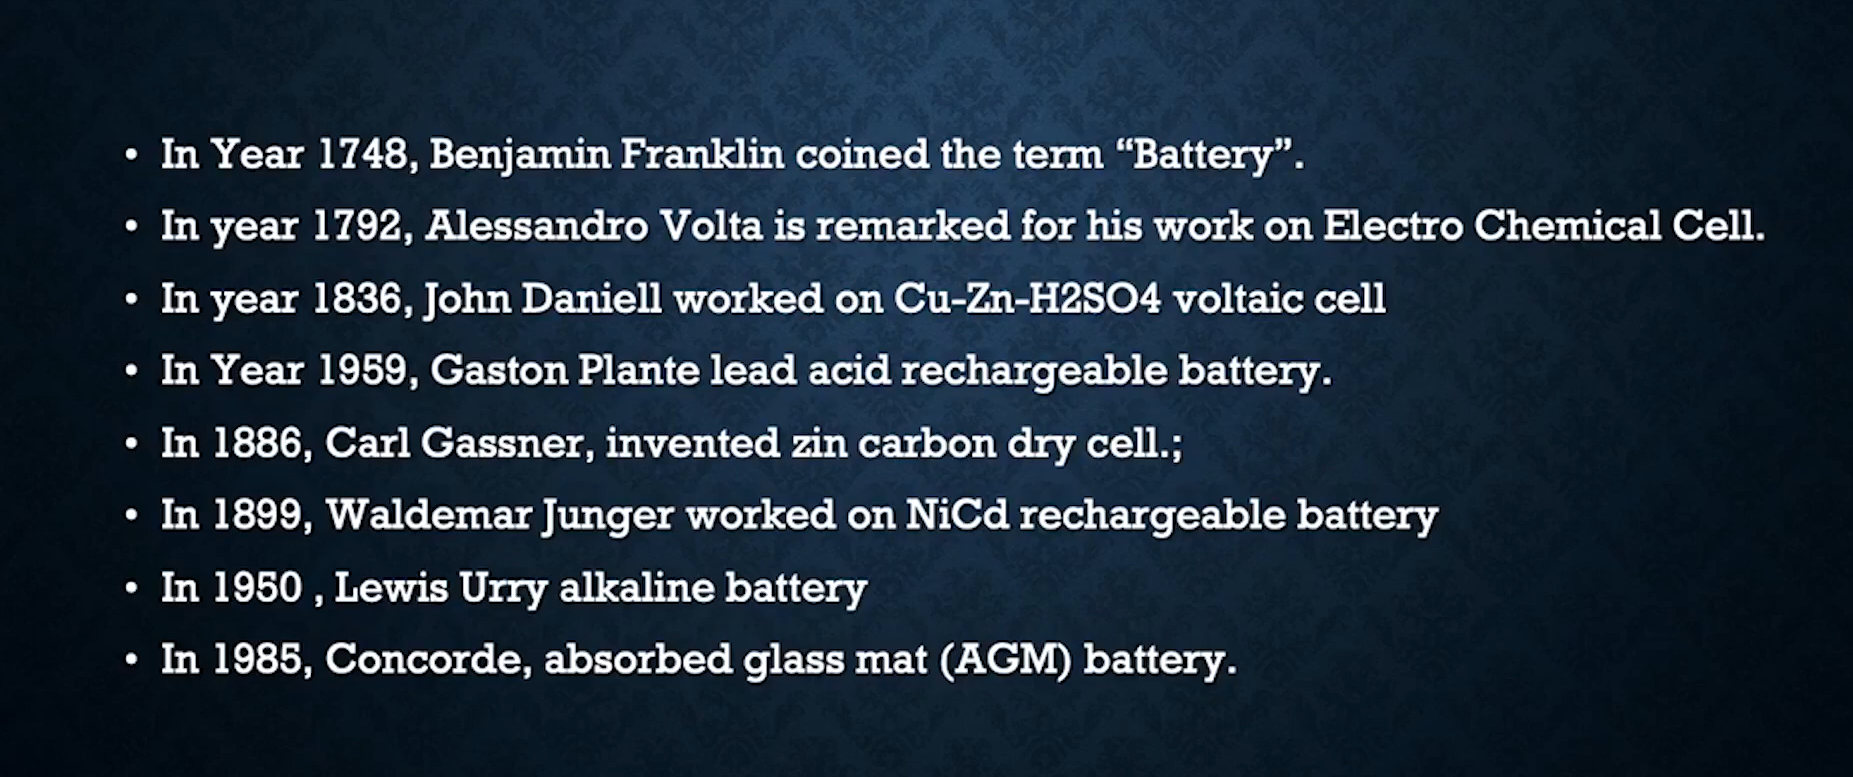 • In Year 1748, Benjamin Franklin coined the term “Battery”.
• In year 1792, Alessandro Volta is remarked for his work on Electro Chemical Cell.
• In year 1836, John Daniell worked on Cu-Zn-H2SO4 voltaic cell
• In Year 1959, Gaston Plante lead acid rechargeable battery.
• In 1886, Carl Gassner, invented zin carbon dry cell.;
• In 1899, Waldemar Junger worked on NiCd rechargeable battery
• In 1950 , Lewis Urry alkaline battery
• In 1985, Concorde, absorbed glass mat (AGM) battery.